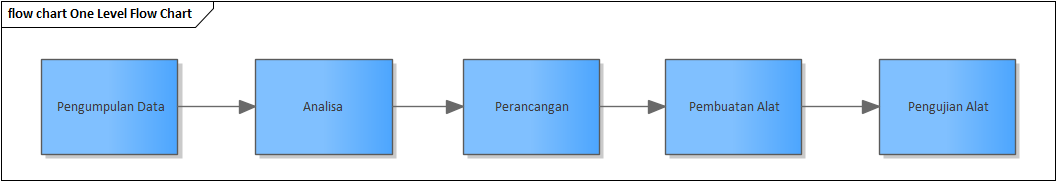 flow chart One Level Flow Chart
Pengumpulan Data
Analisa
Perancangan
Pembuatan Alat
Pengujian Alat